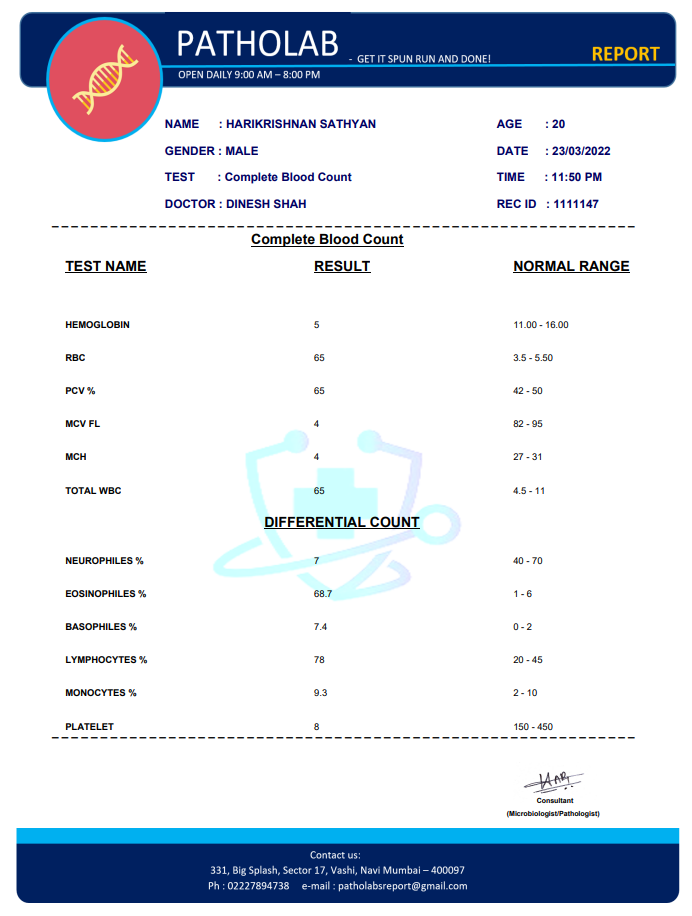 PATHOLAB - GET IT SPUN RUN AND DONE!
REPORT
OPEN DAILY 9:00 AM – 8:00 PM
NAME : HARIKRISHNAN SATHYAN AGE : 20
GENDER : MALE DATE : 23/03/2022
TEST : Complete Blood Count TIME : 11:50 PM
DOCTOR : DINESH SHAH REC ID : 1111147
Complete Blood Count
TEST NAME RESULT NORMAL RANGE
HEMOGLOBIN 5 11.00 - 16.00
RBC 65 3.5 - 5.50
PCV % 65 42 - 50
MCV FL 4 82 - 95
MCH 4 27 - 31
TOTAL WBC 65 4.5 - 11
DIFFERENTIAL COUNT
NEUROPHILES % 7 40 - 70
EOSINOPHILES % 68.7 1 - 6
BASOPHILES % 7.4 0 - 2
LYMPHOCYTES % 78 20 - 45
MONOCYTES % 9.3 2 - 10
PLATELET 8 150 - 450
Consultant
(Microbiologist/Pathologist)
Contact us:
331, Big Splash, Sector 17, Vashi, Navi Mumbai – 400097
Ph : 02227894738 e-mail : patholabsreport@gmail.com